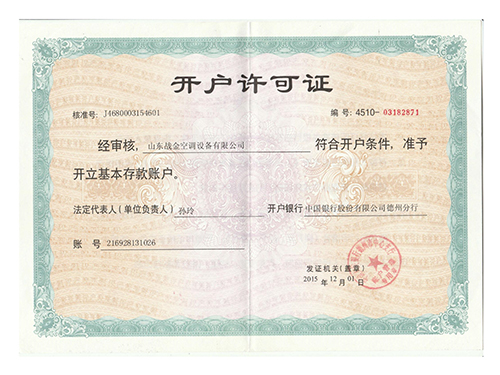 开户许可证
核准号: J4680003154601 编号: 4510-03182871
经审核, 山东战金空调设备有限公司 符合开户条件, 准予
开立基本存款账户。
法定代表人(单位负责人) 孙玲 开户银行 中国银行股份有限公司德州分行
账 号 216928131026
发证机关(盖章)
2015 年 12 月 01 日